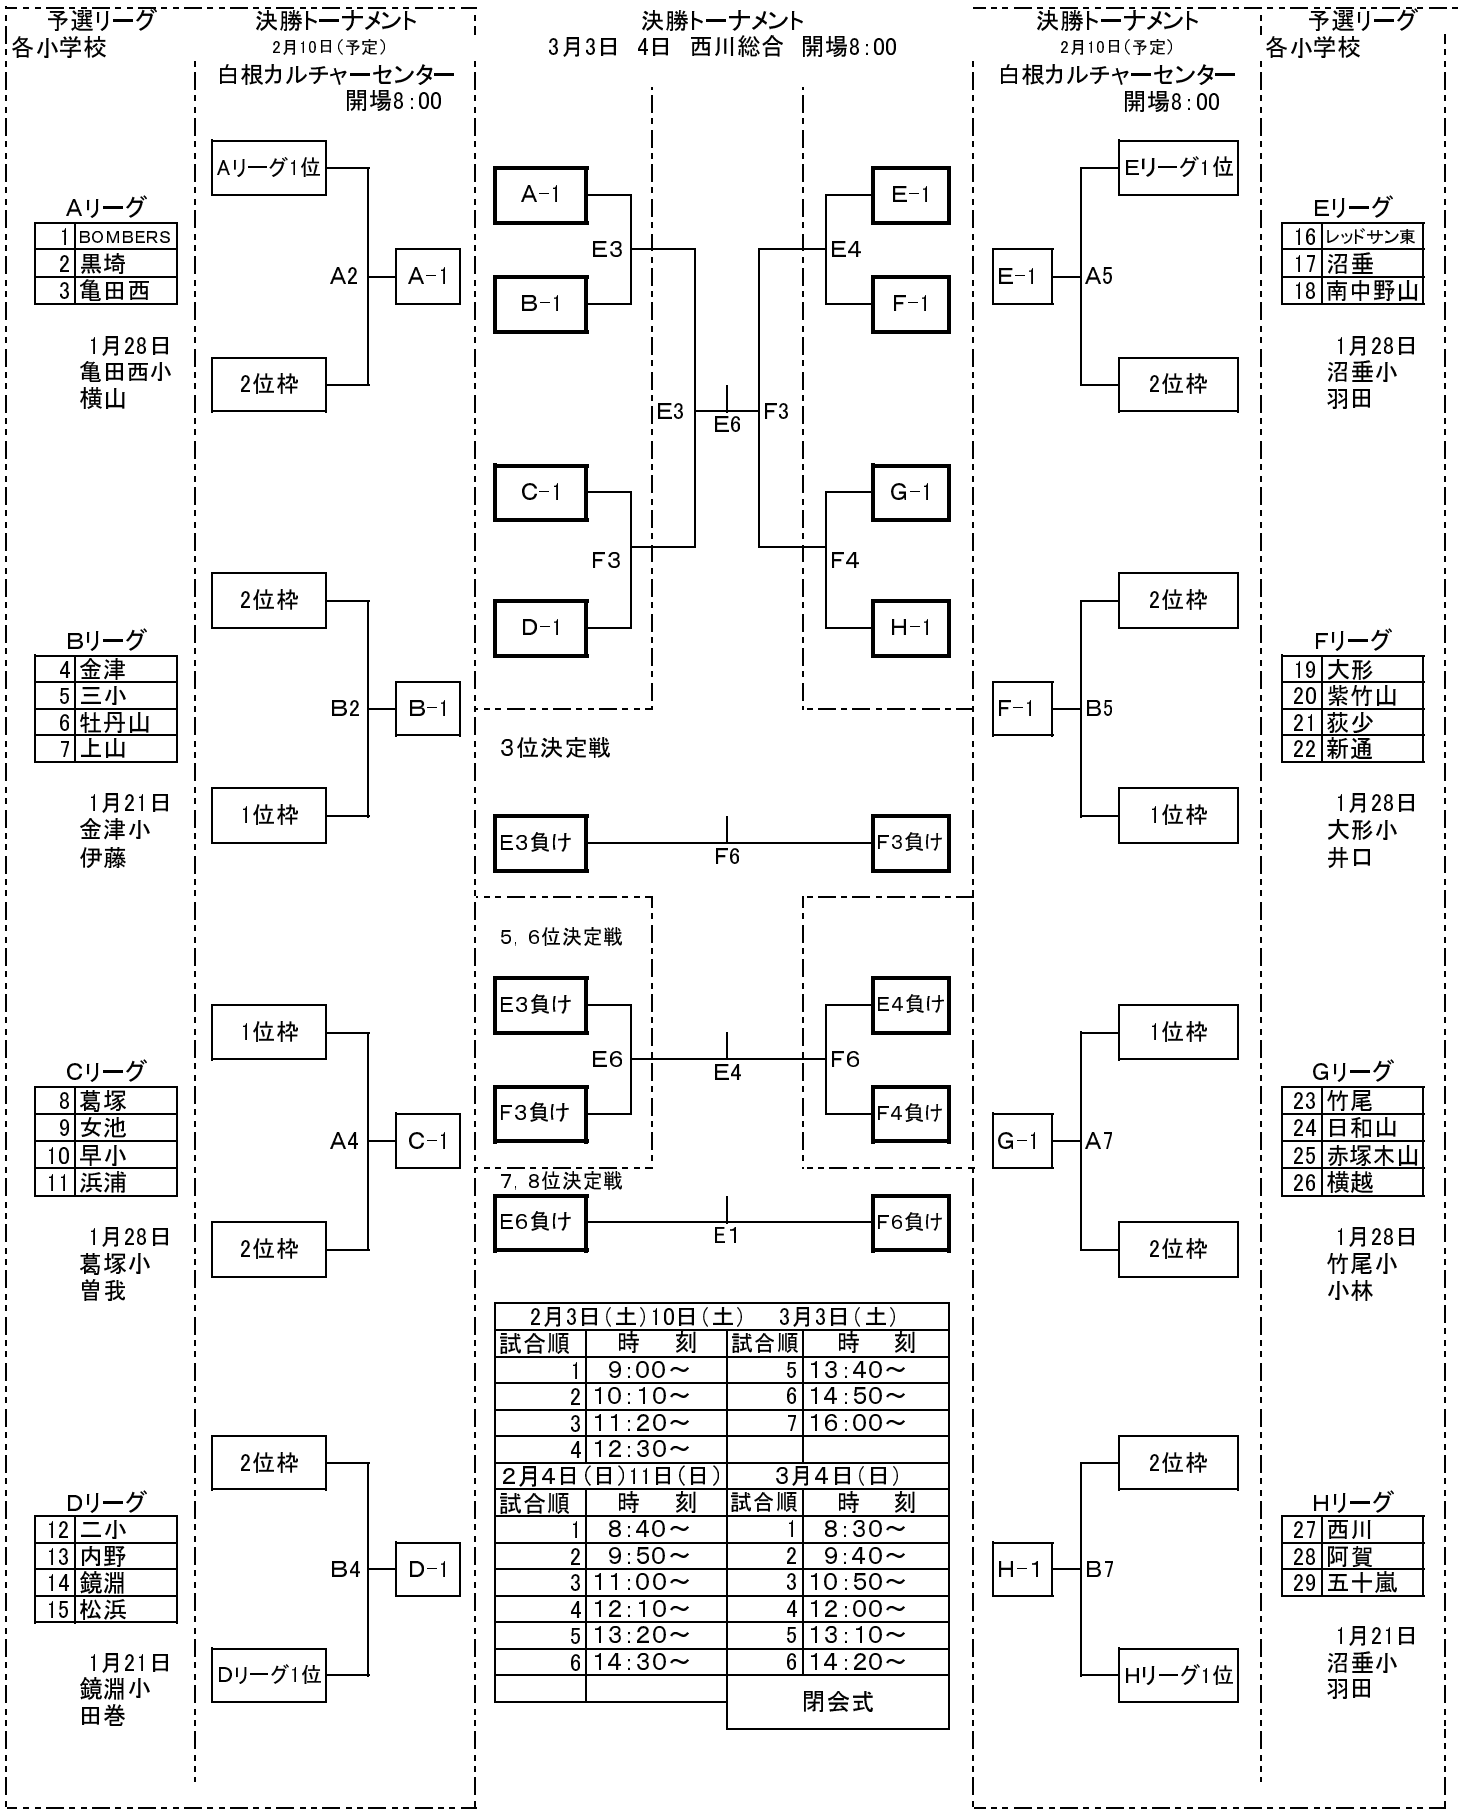 予選リーグ
各小学校
決勝トーナメント
2月10日(予定)
白根カルチャーセンター
開場8:00
決勝トーナメント
3月3日 4日 西川総合 開場8:00
決勝トーナメント
2月10日(予定)
白根カルチャーセンター
開場8:00
予選リーグ
各小学校
Aリーグ
1 BOMBERS
2 黒埼
3 亀田西
1月28日
亀田西小
横山
Bリーグ
4 金津
5 三小
6 牡丹山
7 上山
1月21日
金津小
伊藤
Cリーグ
8 葛塚
9 女池
10 早小
11 浜浦
1月28日
葛塚小
曽我
Dリーグ
12 二小
13 内野
14 鏡淵
15 松浜
1月21日
鏡淵小
田巻
Aリーグ1位
A2 A-1
2位枠
2位枠
B2 B-1
1位枠
1位枠
A4 C-1
2位枠
2位枠
B4 D-1
Dリーグ1位
A-1
E3
B-1
E3
C-1
F3
D-1
E6
E-1
E4
F-1
F3
G-1
F4
H-1
3位決定戦
E3負け
F6
F3負け
5,6位決定戦
E3負け
E6
F3負け
E4
E4負け
F6
F4負け
7,8位決定戦
E6負け
E1
F6負け
2月3日(土)10日(土) 3月3日(土)
試合順 時 刻 試合順 時 刻
1 9:00〜 5 13:40〜
2 10:10〜 6 14:50〜
3 11:20〜 7 16:00〜
4 12:30〜
2月4日(日)11日(日) 3月4日(日)
試合順 時 刻 試合順 時 刻
1 8:40〜 1 8:30〜
2 9:50〜 2 9:40〜
3 11:00〜 3 10:50〜
4 12:10〜 4 12:00〜
5 13:20〜 5 13:10〜
6 14:30〜 6 14:20〜
閉会式
Eリーグ1位
E-1 A5
2位枠
2位枠
F-1 B5
1位枠
1位枠
G-1 A7
2位枠
2位枠
H-1 B7
Hリーグ1位
Eリーグ
16 レッドサン東
17 沼垂
18 南中野山
1月28日
沼垂小
羽田
Fリーグ
19 大形
20 紫竹山
21 荻少
22 新通
1月28日
大形小
井口
Gリーグ
23 竹尾
24 日和山
25 赤塚木山
26 横越
1月28日
竹尾小
小林
Hリーグ
27 西川
28 阿賀
29 五十嵐
1月21日
沼垂小
羽田